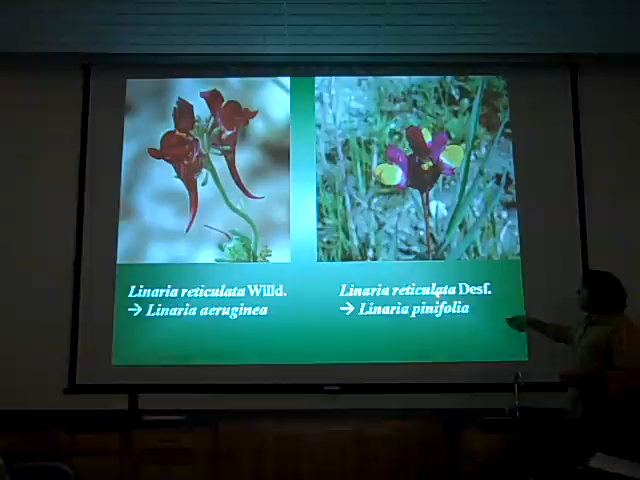 Linaria reticulata Willd.
→ Linaria aeruginea
Linaria reticulata Desf.
→ Linaria pinifolia